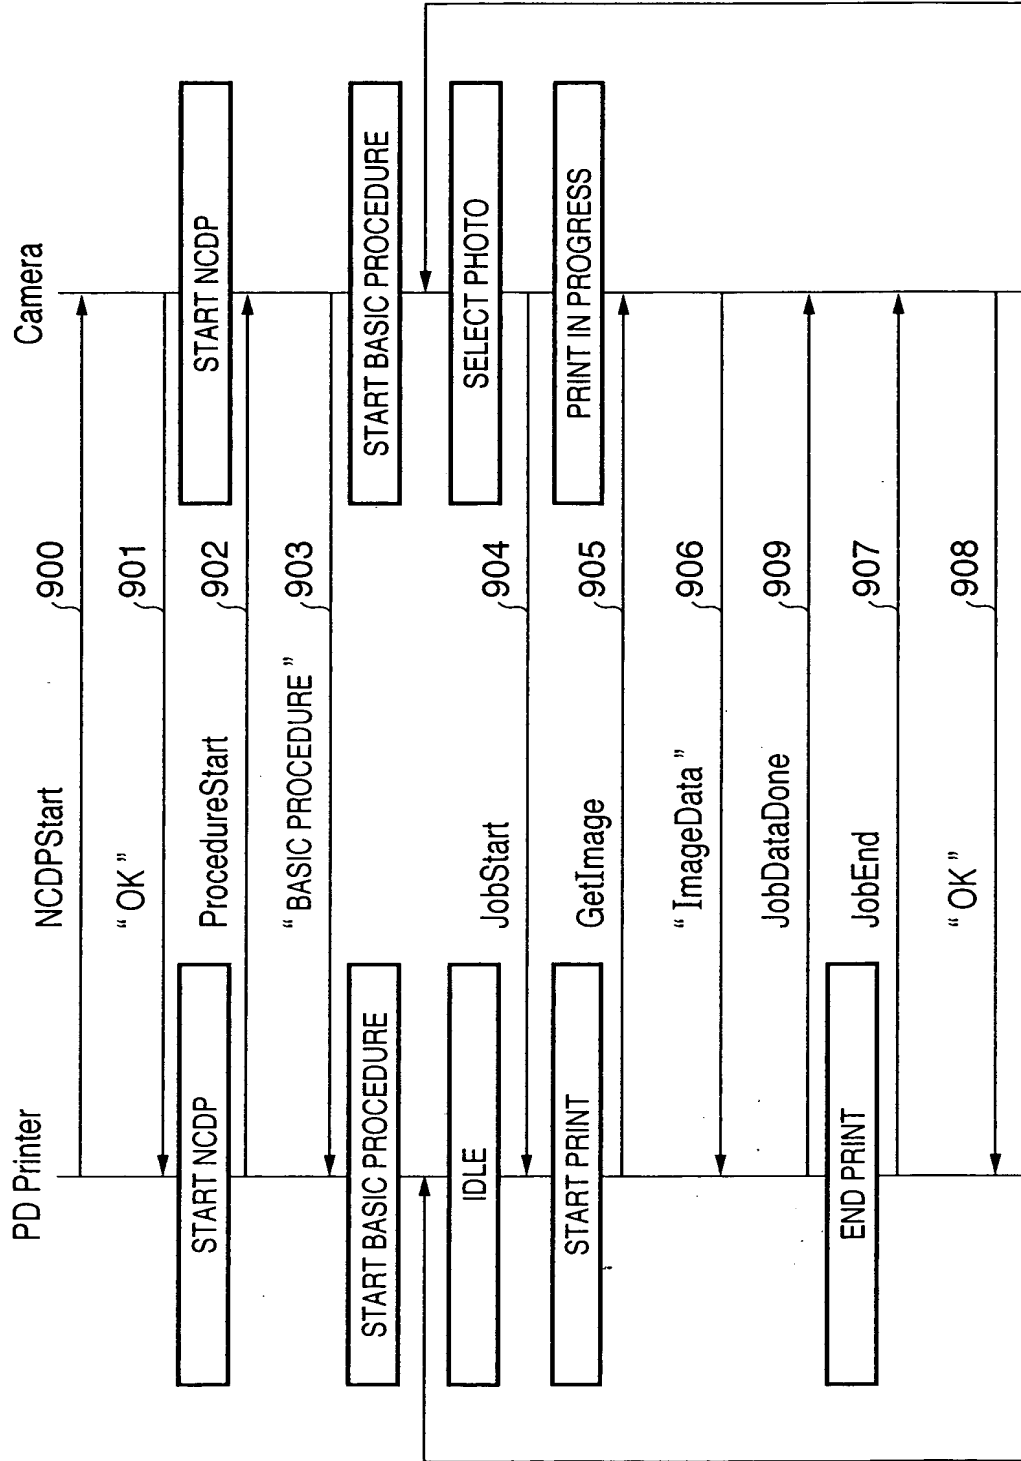 PD Printer
Camera
NCDPStart
900
“ OK ”
901
START NCDP
START NCDP
ProcedureStart
902
“ BASIC PROCEDURE ”
903
START BASIC PROCEDURE
START BASIC PROCEDURE
IDLE
SELECT PHOTO
JobStart
904
START PRINT
PRINT IN PROGRESS
GetImage
905
“ ImageData ”
906
JobDataDone
909
END PRINT
JobEnd
907
“ OK ”
908